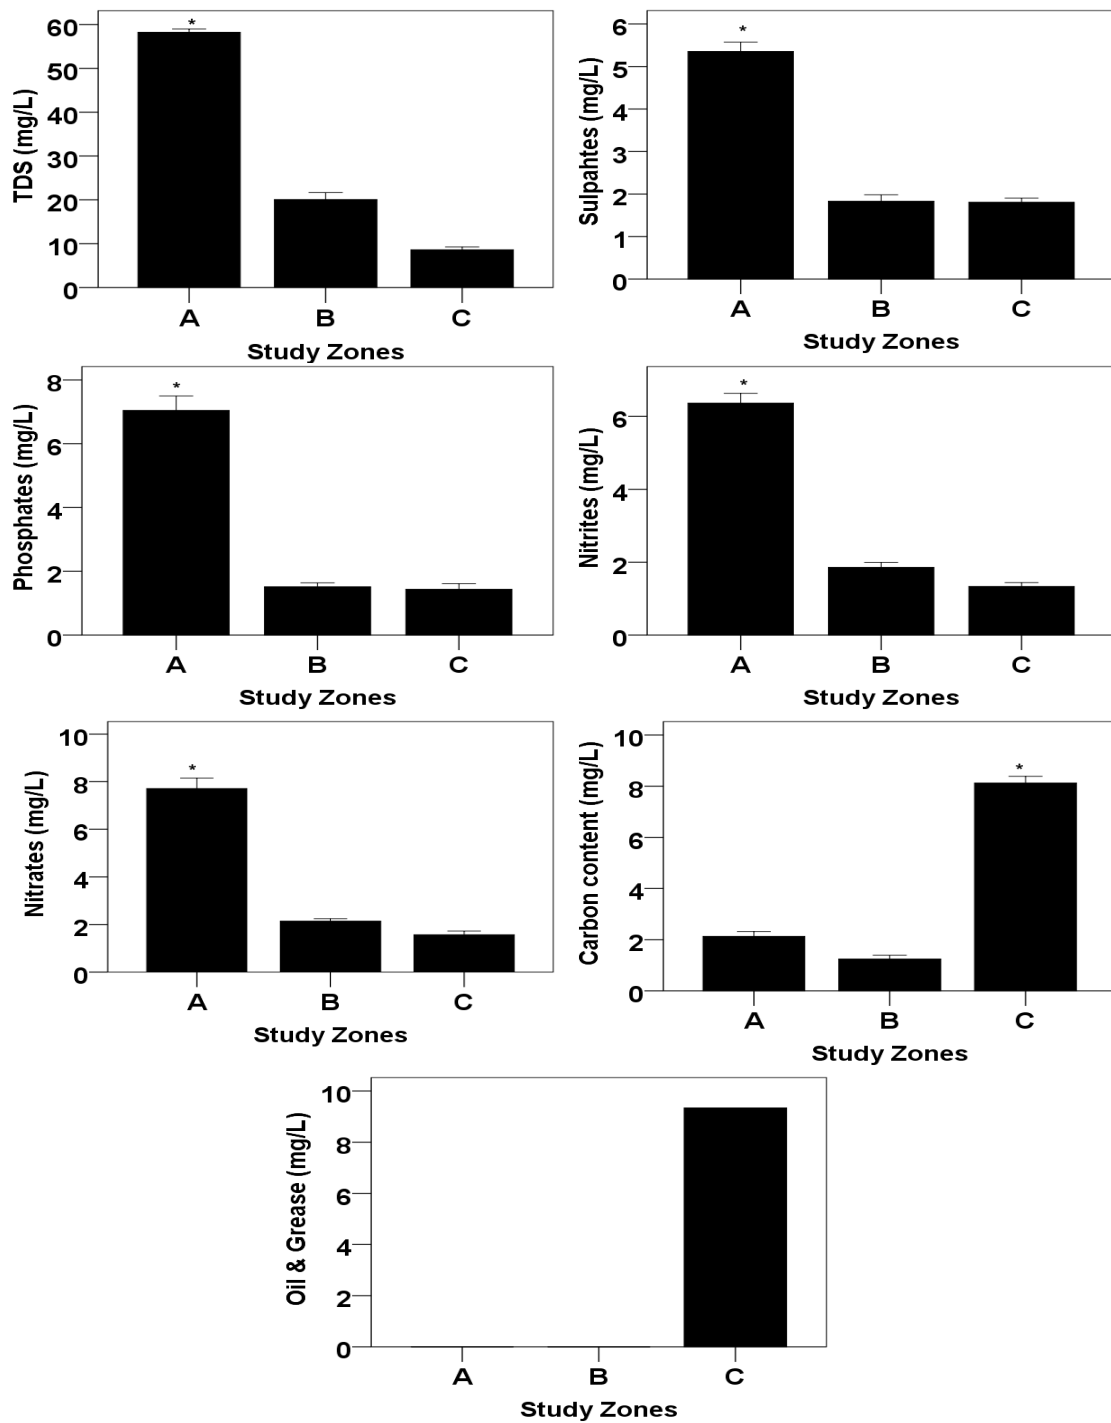 TDS (mg/L)
60
50
40
30
20
10
0
*
A B C
Study Zones
Sulpahtes (mg/L)
6
5
4
3
2
1
0
*
A B C
Study Zones
Phosphates (mg/L)
8
6
4
2
0
*
A B C
Study Zones
Nitrites (mg/L)
6
4
2
0
*
A B C
Study Zones
Nitrates (mg/L)
10
8
6
4
2
0
*
A B C
Study Zones
Carbon content (mg/L)
10
8
6
4
2
0
*
A B C
Study Zones
Oil & Grease (mg/L)
10
8
6
4
2
0
A B C
Study Zones